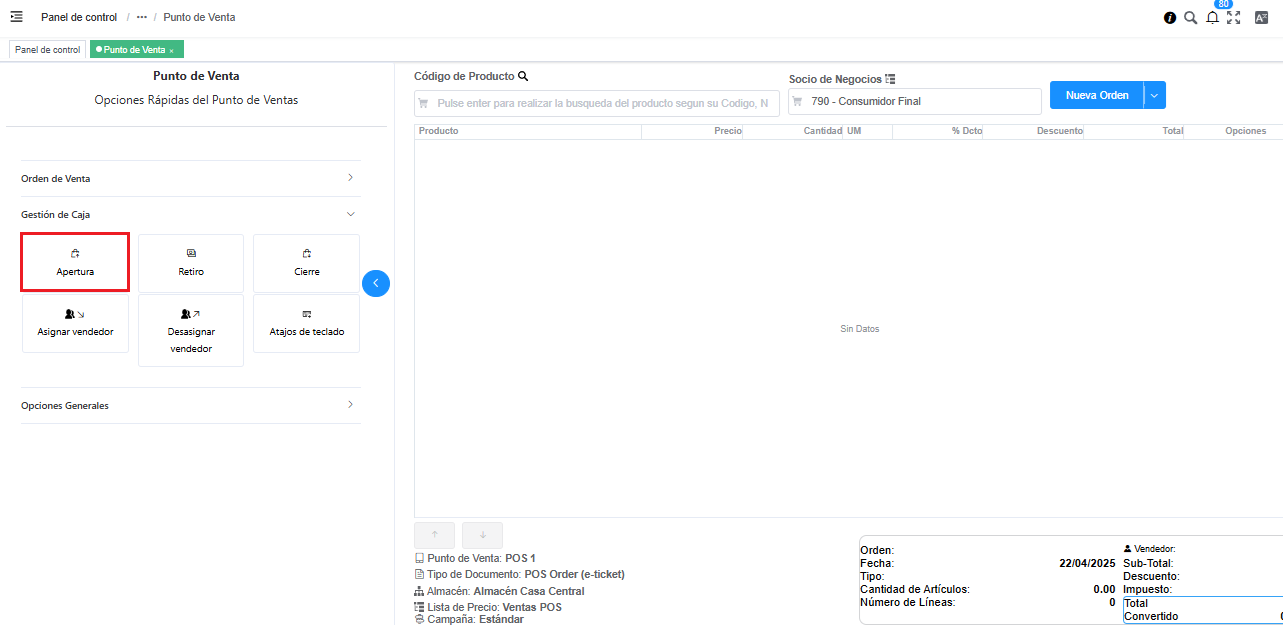 Panel de control / ··· / Punto de Venta
80
Panel de control
Punto de Venta ×
Punto de Venta
Opciones Rápidas del Punto de Ventas
Orden de Venta
Gestión de Caja
Apertura
Retiro
Cierre
Asignar vendedor
Desasignar
vendedor
Atajos de teclado
Opciones Generales
Código de Producto
Pulse enter para realizar la busqueda del producto segun su Codigo, N
Socio de Negocios
790 - Consumidor Final
Nueva Orden
Producto Precio Cantidad UM % Dcto Descuento Total Opciones
Sin Datos
Punto de Venta: POS 1
Tipo de Documento: POS Order (e-ticket)
Almacén: Almacén Casa Central
Lista de Precio: Ventas POS
Campaña: Estándar
Orden:
Fecha: 22/04/2025
Tipo:
Cantidad de Artículos: 0.00
Número de Líneas: 0
Vendedor:
Sub-Total:
Descuento:
Impuesto:
Total
Convertido